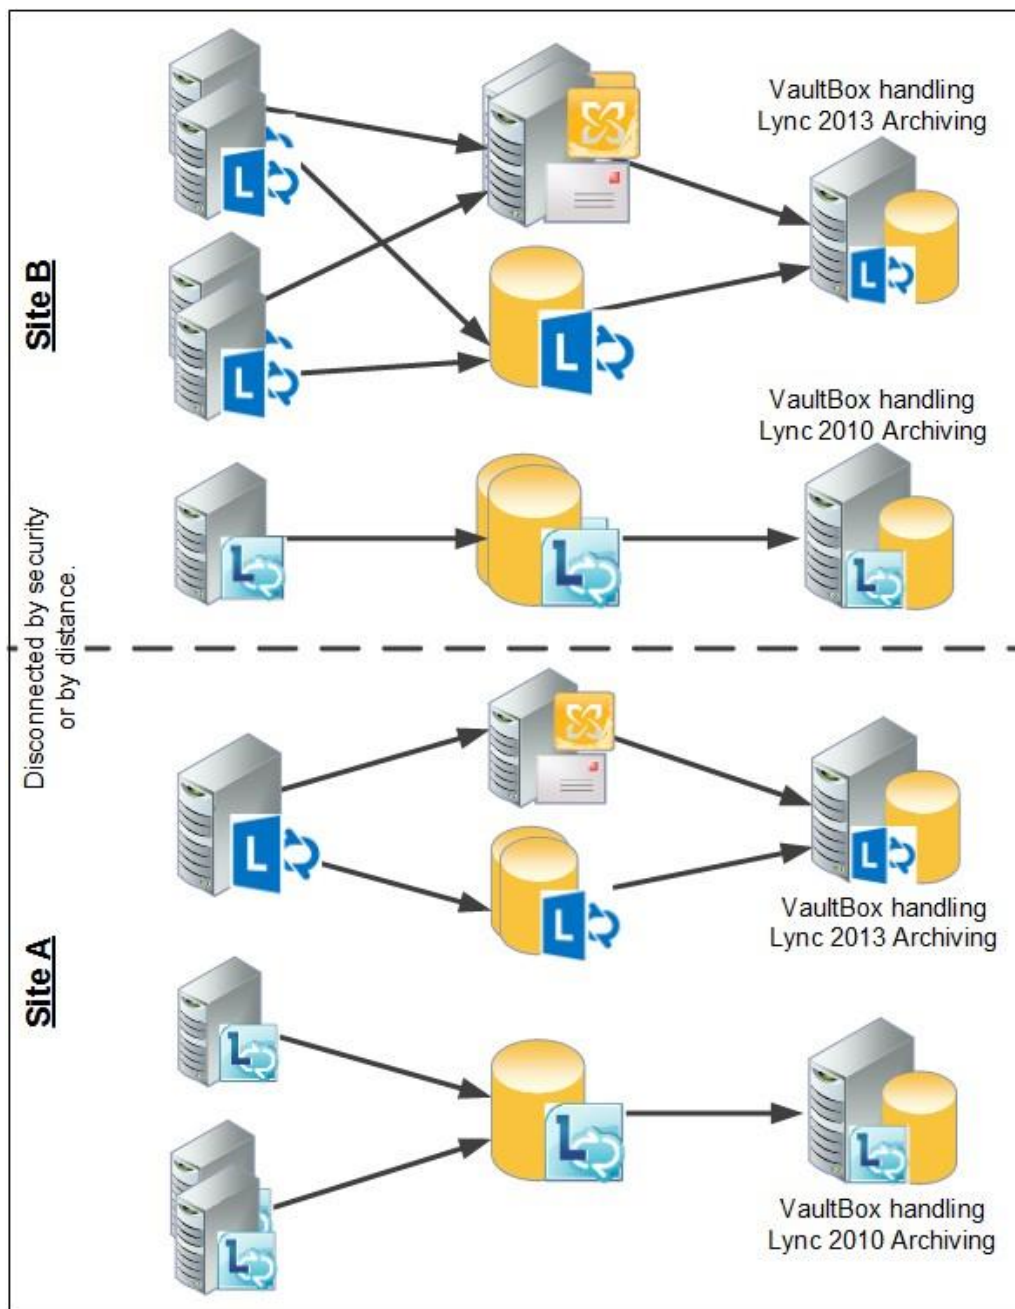 VaultBox handling
Lync 2013 Archiving
Site B
L
L
L
VaultBox handling
Lync 2010 Archiving
L
L
L
L
Disconnected by security
or by distance.
L
L
L
VaultBox handling
Lync 2013 Archiving
Site A
L
L
L
L
VaultBox handling
Lync 2010 Archiving